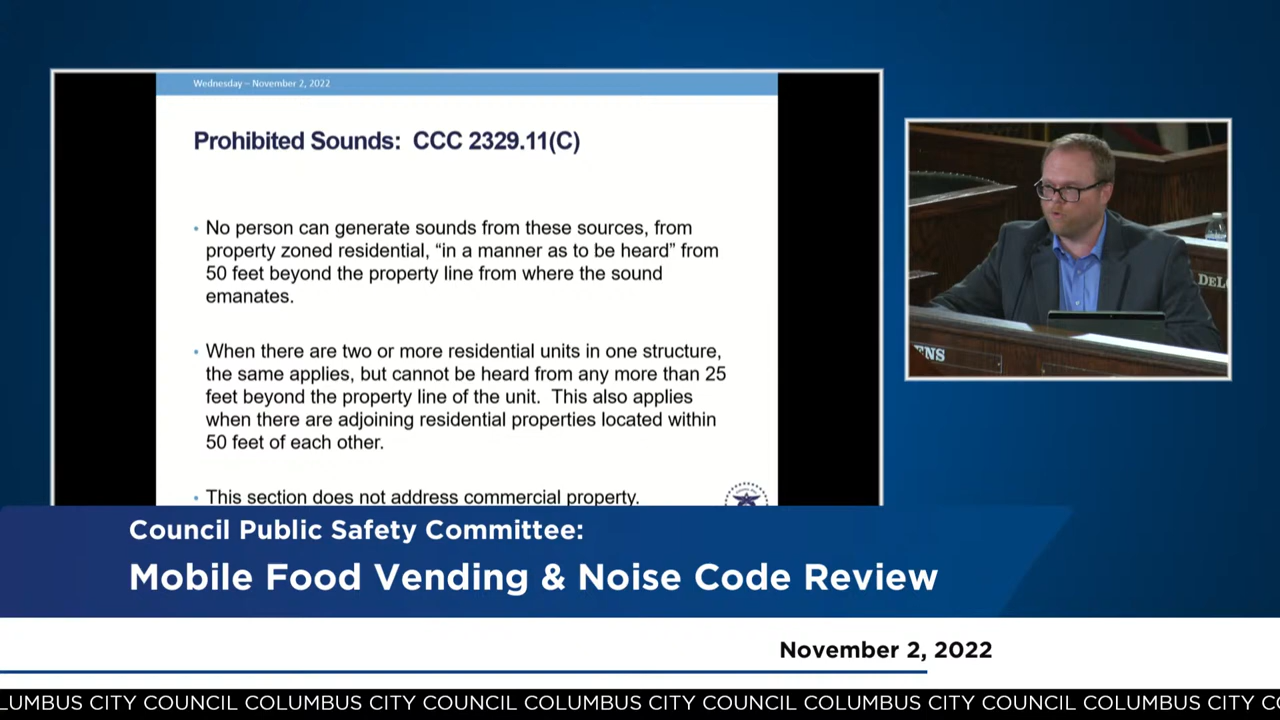 Wednesday – November 2, 2022
Prohibited Sounds: CCC 2329.11(C)
• No person can generate sounds from these sources, from
property zoned residential, “in a manner as to be heard” from
50 feet beyond the property line from where the sound
emanates.
• When there are two or more residential units in one structure,
the same applies, but cannot be heard from any more than 25
feet beyond the property line of the unit. This also applies
when there are adjoining residential properties located within
50 feet of each other.
• This section does not address commercial property.
ENS
DEL
Council Public Safety Committee:
Mobile Food Vending & Noise Code Review
November 2, 2022
LUMBUS CITY COUNCIL COLUMBUS CITY COUNCIL COLUMBUS CITY COUNCIL COLUMBUS CITY CO